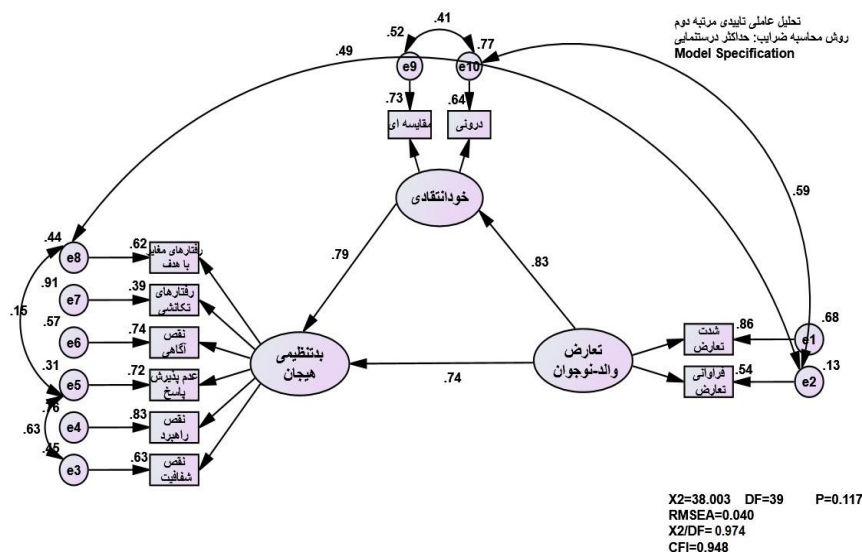 تحلیل عاملی تاییدی مرتبه دوم
روش محاسبه ضرایب: حداکثر درستنمایی
Model Specification
.41
.52
.77
.49
e9
e10
.73
.64
مقایسه ای
درونی
خودانتقادی
.59
.79
.83
.44
e8
.62
رفتارهای مغایر
با هدف
.91
e7
.39
رفتارهای
تکانشی
.15
.57
e6
.74
نقص
آگاهی
.31
e5
.72
عدم پذیرش
پاسخ
.76
e4
.83
نقص
راهبرد
.63
.45
e3
.63
نقص
شفافیت
بدتنظیمی
هیجان
.74
تعارض
والد-نوجوان
شدت
تعارض
.86
e1
.68
فراوانی
تعارض
.54
e2
.13
X2=38.003 DF=39 P=0.117
RMSEA=0.040
X2/DF= 0.974
CFI=0.948